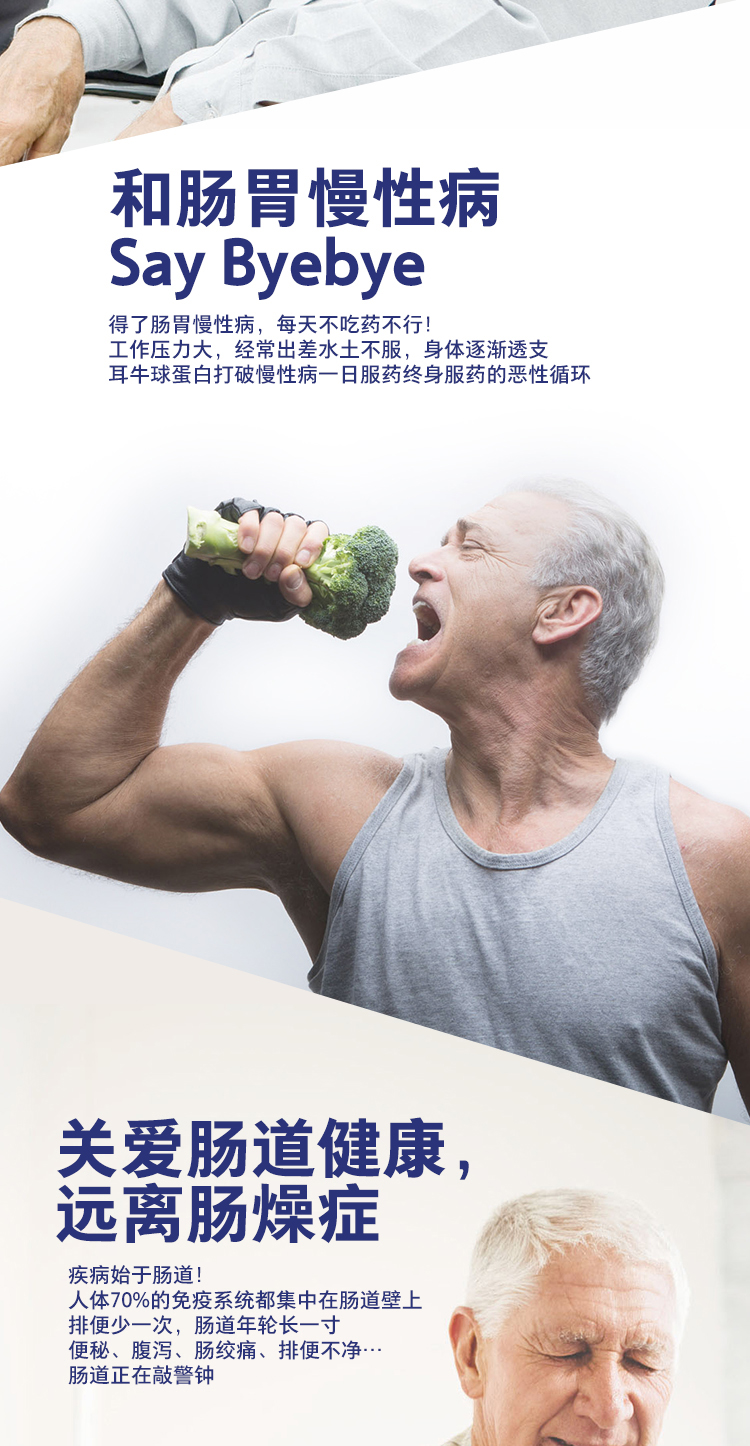 和肠胃慢性病
Say Byebye
得了肠胃慢性病，每天不吃药不行！
工作压力大，经常出差水土不服，身体逐渐透支
耳牛球蛋白打破慢性病一日服药终身服药的恶性循环
关爱肠道健康，
远离肠燥症
疾病始于肠道！
人体70%的免疫系统都集中在肠道壁上
排便少一次，肠道年轮长一寸
便秘、腹泻、肠绞痛、排便不净…
肠道正在敲警钟